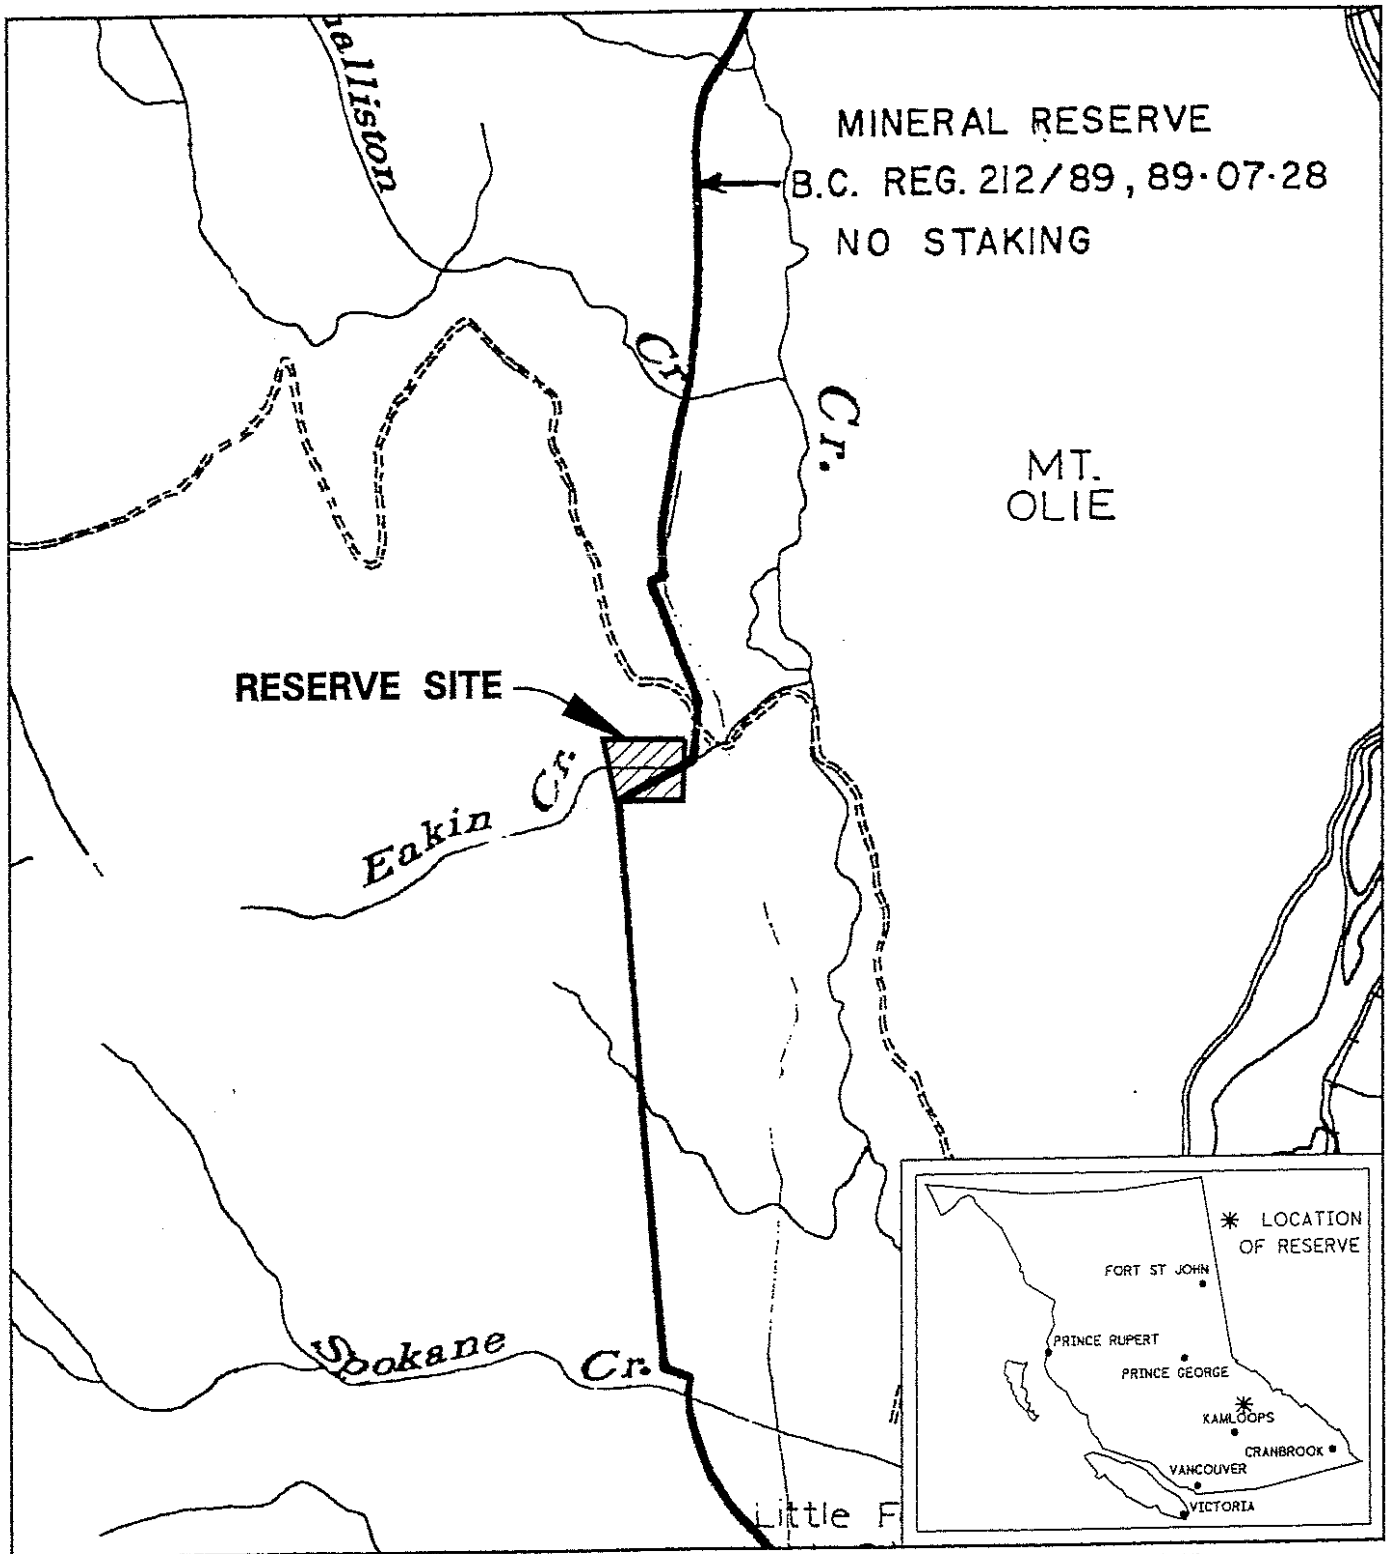 alliston
MINERAL RESERVE
B.C. REG. 212/89, 89·07·28
NO STAKING
Cr
Cr.
MT.
OLIE
RESERVE SITE
Eakin Cr.
Spokane Cr.
Little F
* LOCATION
OF RESERVE
FORT ST JOHN
PRINCE RUPERT
PRINCE GEORGE
KAMLOOPS
CRANBROOK
VANCOUVER
VICTORIA